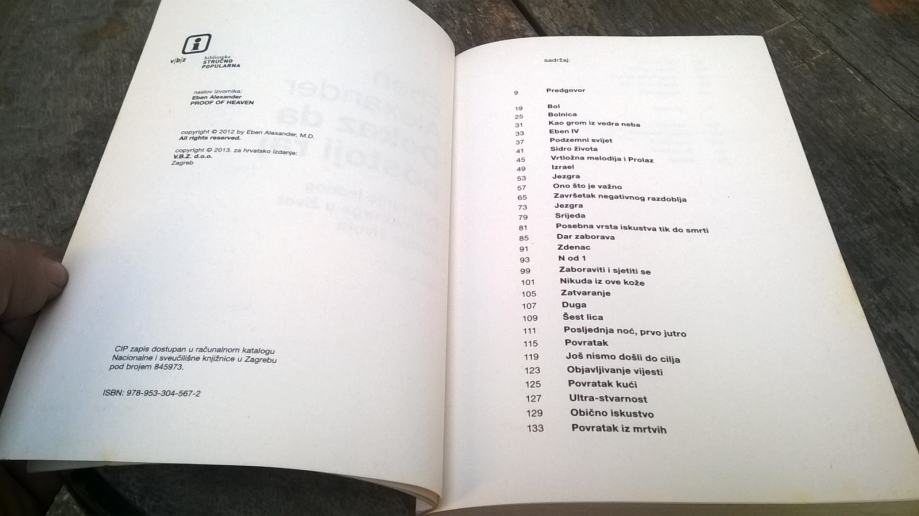 v|b|z
biblioteka
STRUČNO
POPULARNA
naslov izvornika:
Eben Alexander
PROOF OF HEAVEN
copyright © 2012 by Eben Alexander, M.D.
All rights reserved.
copyright © 2013. za hrvatsko izdanje:
V.B.Z. d.o.o.
Zagreb
CIP zapis dostupan u računalnom katalogu
Nacionalne i sveučilišne knjižnice u Zagrebu
pod brojem 845973.
ISBN: 978-953-304-567-2
sadržaj:
9 Predgovor
19 Bol
25 Bolnica
31 Kao grom iz vedra neba
33 Eben IV
37 Podzemni svijet
41 Sidro života
45 Vrtložna melodija i Prolaz
49 Izrael
53 Jezgra
57 Ono što je važno
65 Završetak negativnog razdoblja
73 Jezgra
79 Srijeda
81 Posebna vrsta iskustva tik do smrti
85 Dar zaborava
91 Zdenac
93 N od 1
99 Zaboraviti i sjetiti se
101 Nikuda iz ove kože
105 Zatvaranje
107 Duga
109 Šest lica
111 Posljednja noć, prvo jutro
115 Povratak
119 Još nismo došli do cilja
123 Objavljivanje vijesti
125 Povratak kući
127 Ultra-stvarnost
129 Obično iskustvo
133 Povratak iz mrtvih